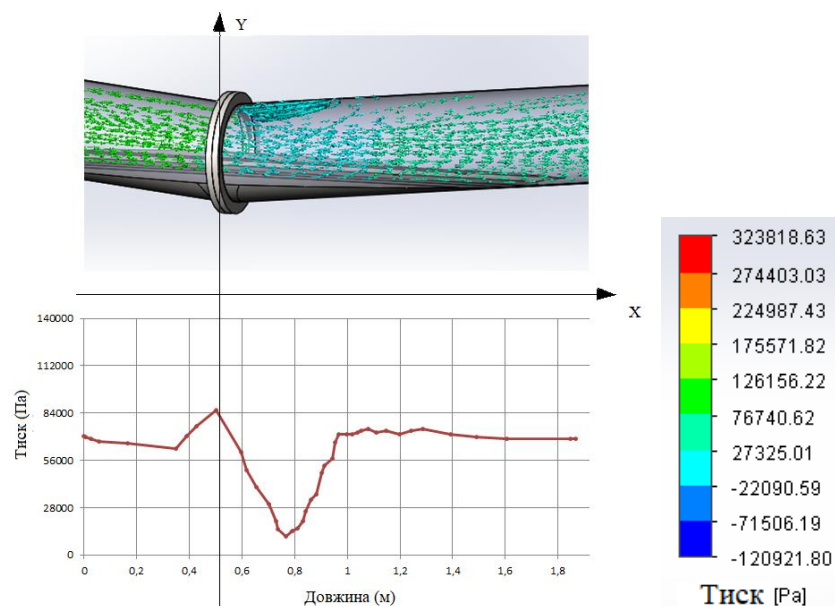 Y
X
140000
112000
84000
56000
28000
0
Тиск (Па)
0 0,2 0,4 0,6 0,8 1 1,2 1,4 1,6 1,8
Довжина (м)
323818.63
274403.03
224987.43
175571.82
126156.22
76740.62
27325.01
-22090.59
-71506.19
-120921.80
Тиск [Pa]